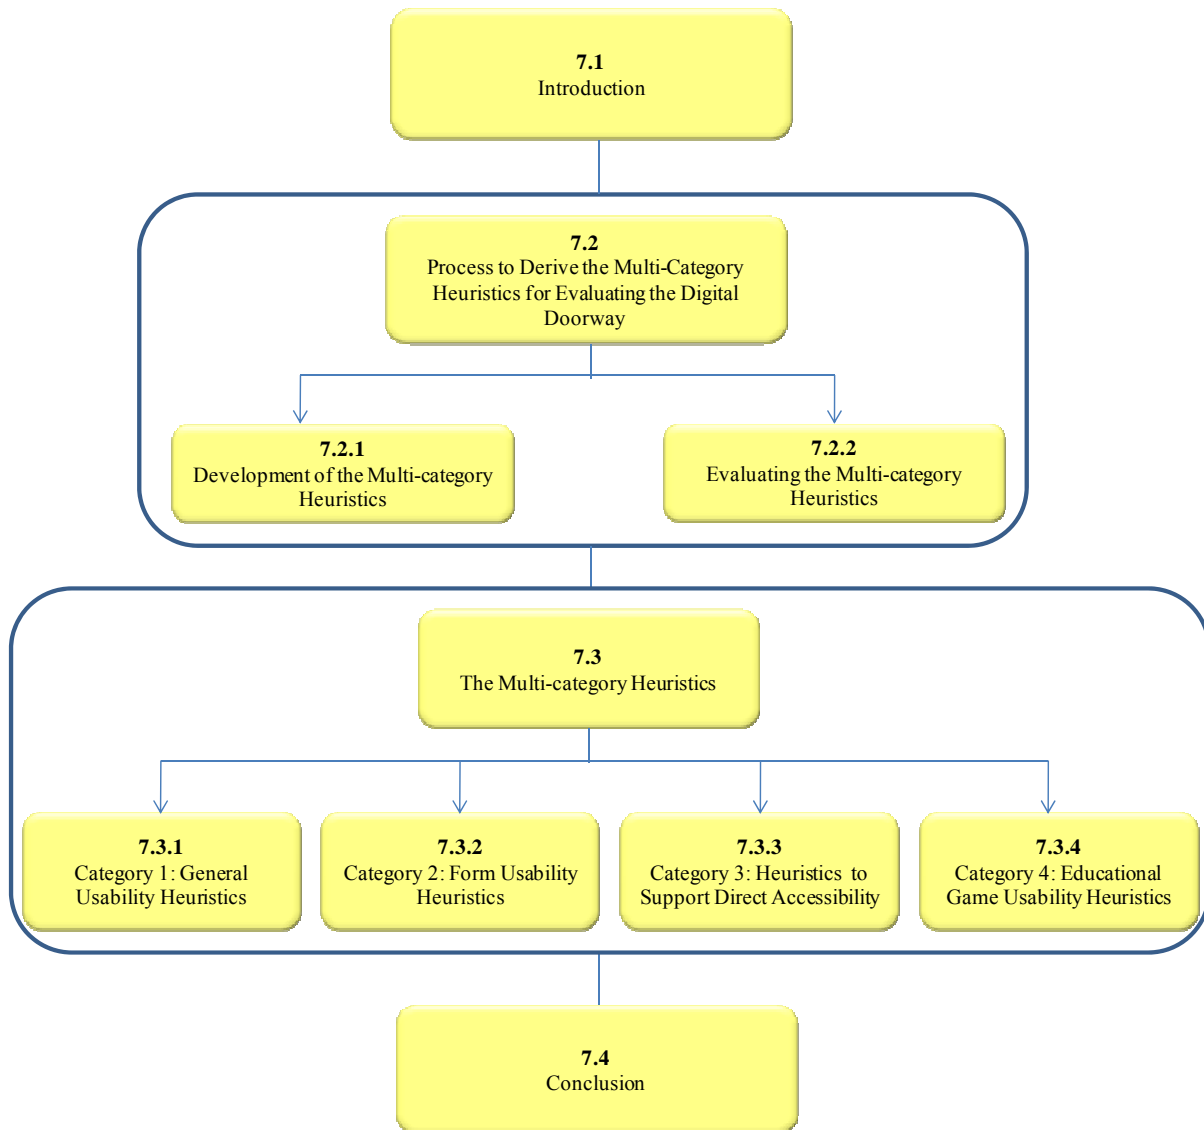 7.1
Introduction
7.2
Process to Derive the Multi-Category
Heuristics for Evaluating the Digital
Doorway
7.2.1
Development of the Multi-category
Heuristics
7.2.2
Evaluating the Multi-category
Heuristics
7.3
The Multi-category Heuristics
7.3.1
Category 1: General
Usability Heuristics
7.3.2
Category 2: Form Usability
Heuristics
7.3.3
Category 3: Heuristics to
Support Direct Accessibility
7.3.4
Category 4: Educational
Game Usability Heuristics
7.4
Conclusion